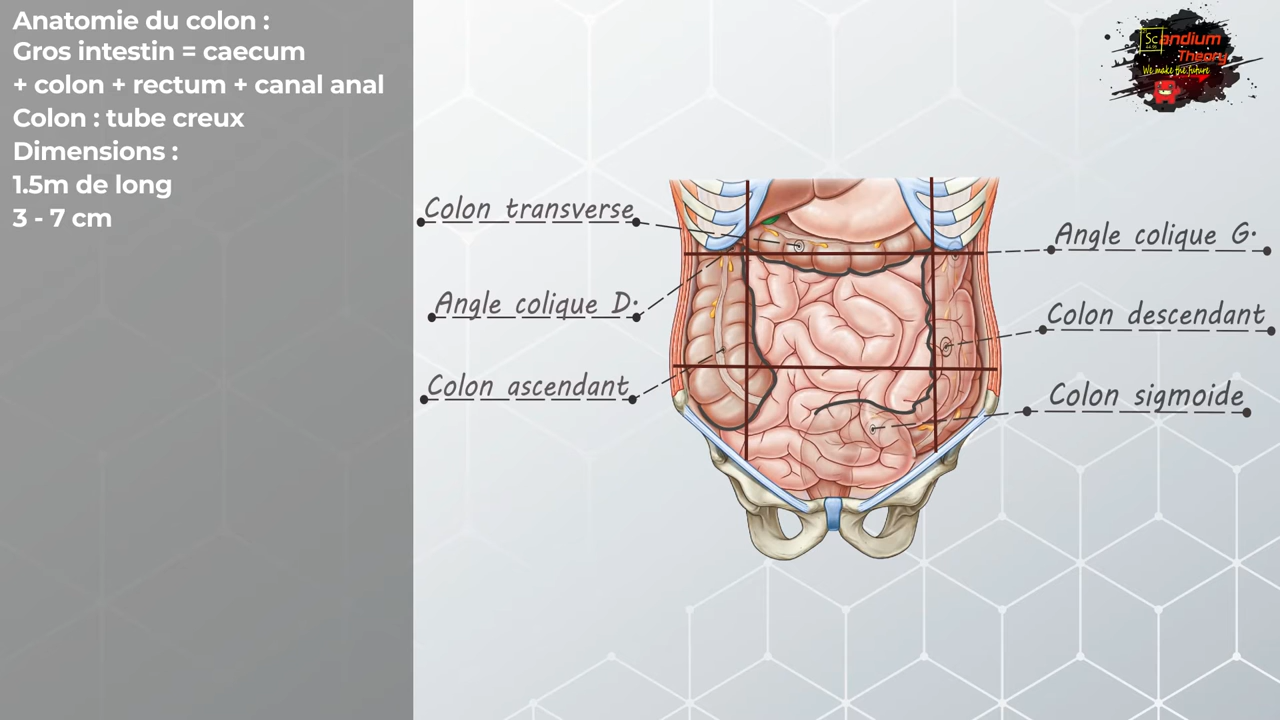 Anatomie du colon :
Gros intestin = caecum
+ colon + rectum + canal anal
Colon : tube creux
Dimensions :
1.5m de long
3 - 7 cm
Sc andium
Theory
We make the future
Colon transverse
Angle colique G.
Angle colique D.
Colon descendant
Colon ascendant
Colon sigmoide